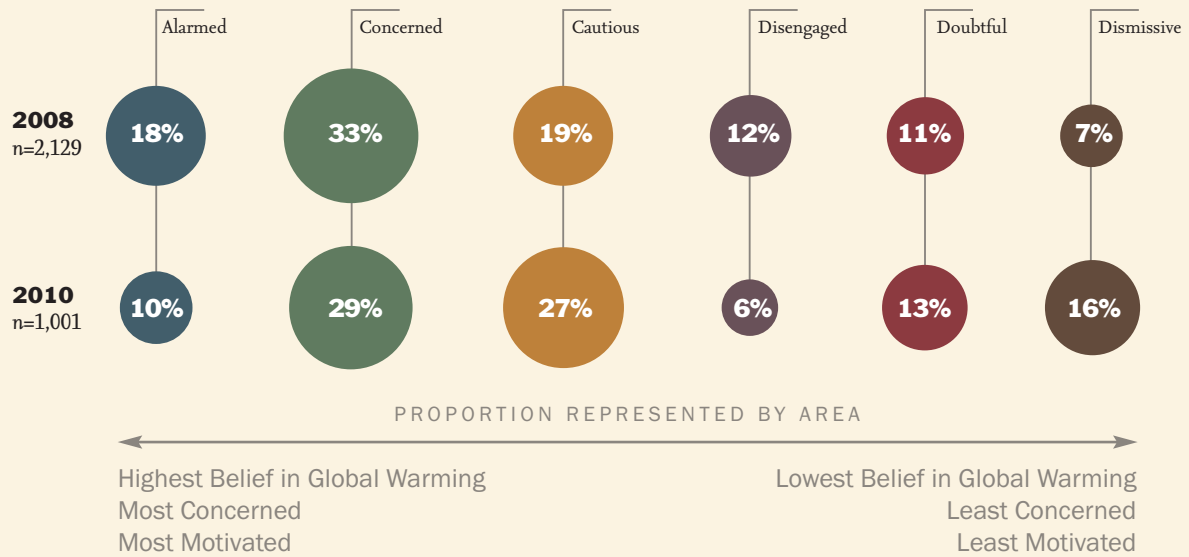 Alarmed Concerned Cautious Disengaged Doubtful Dismissive
2008
n=2,129
18% 33% 19% 12% 11% 7%
2010
n=1,001
10% 29% 27% 6% 13% 16%
PROPORTION REPRESENTED BY AREA
Highest Belief in Global Warming
Most Concerned
Most Motivated
Lowest Belief in Global Warming
Least Concerned
Least Motivated